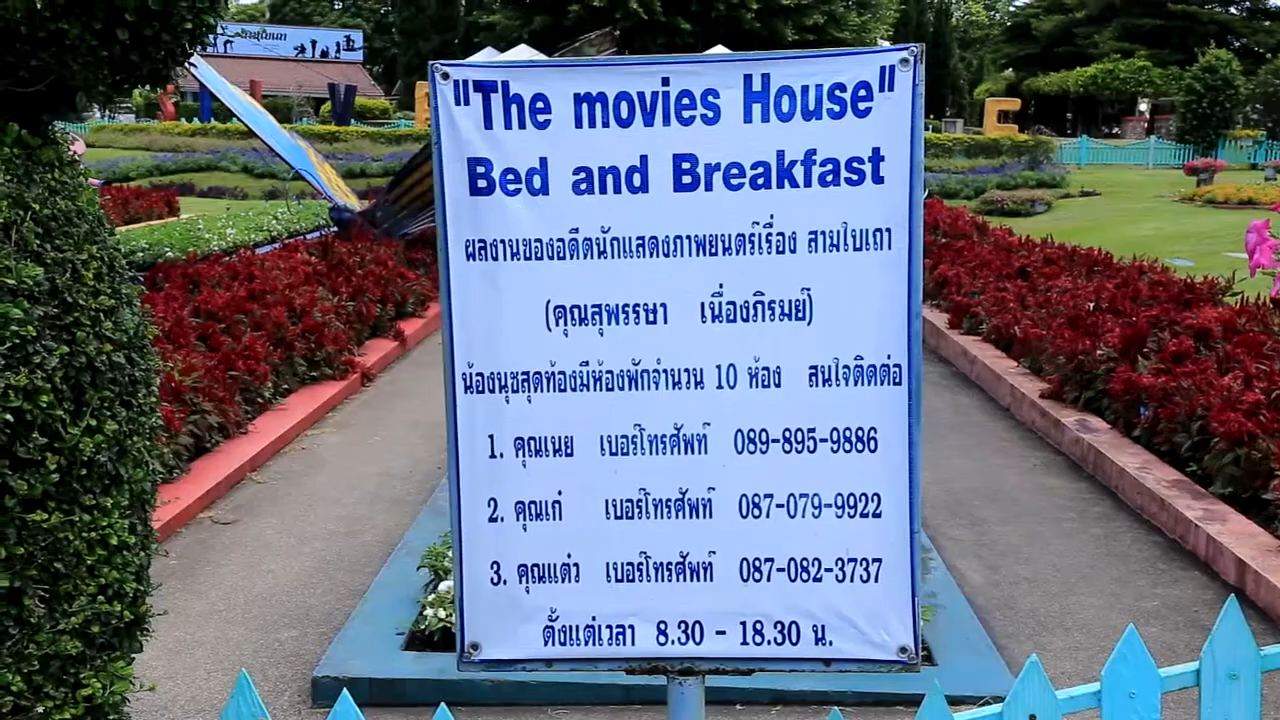 "The movies House"
Bed and Breakfast
ผลงานของอดีตนักแสดงภาพยนตร์เรื่อง สามใบเถา
(คุณสุพรรษา เนื่องภิรมย์)
น้องนุชสุดท้องมีห้องพักจำนวน 10 ห้อง สนใจติดต่อ
1. คุณเนย เบอร์โทรศัพท์ 089-895-9886
2. คุณเก๋ เบอร์โทรศัพท์ 087-079-9922
3. คุณแต๋ว เบอร์โทรศัพท์ 087-082-3737
ตั้งแต่เวลา 8.30 - 18.30 น.